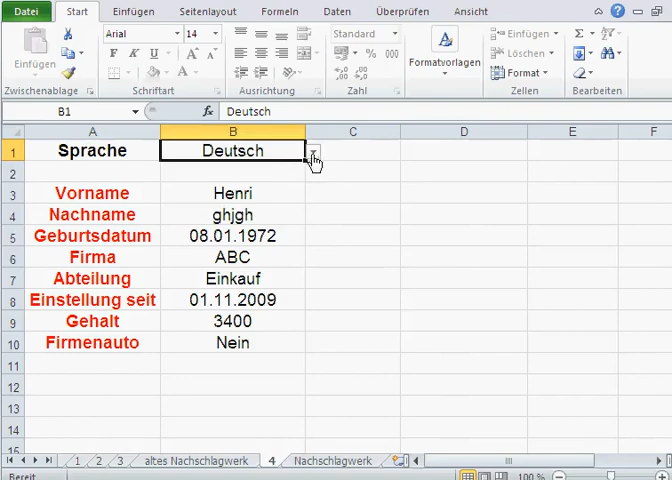 Datei Start Einfügen Seitenlayout Formeln Daten Überprüfen Ansicht
Arial 14 Einfügen Σ
Einfügen F K U A A % 000 Formatvorlagen Löschen
Format
Zwischenablage Schriftart Ausrichtung Zahl Zellen Bearbeiten
B1 fx Deutsch
A B C D E F
1 Sprache Deutsch
2
3 Vorname Henri
4 Nachname ghjgh
5 Geburtsdatum 08.01.1972
6 Firma ABC
7 Abteilung Einkauf
8 Einstellung seit 01.11.2009
9 Gehalt 3400
10 Firmenauto Nein
11
12
13
14
15
1 2 3 altes Nachschlagwerk 4 Nachschlagwerk
Bereit 100 %